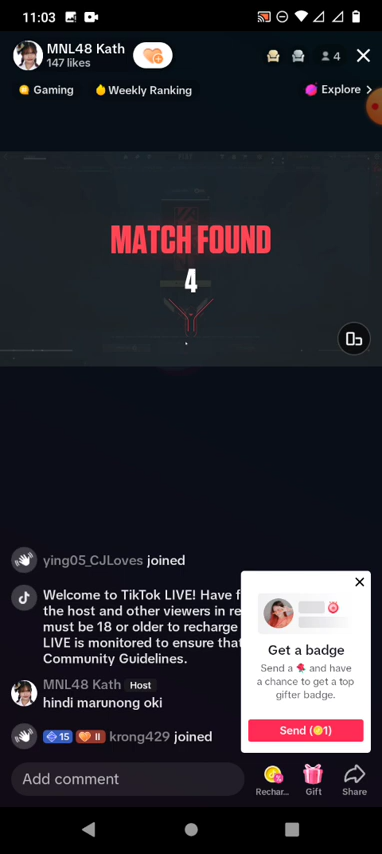 11:03
MNL48 Kath
147 likes
4
Gaming
Weekly Ranking
Explore
MATCH FOUND
4
ying05_CJLoves joined
Welcome to TikTok LIVE! Have f
the host and other viewers in re
must be 18 or older to recharge
LIVE is monitored to ensure that
Community Guidelines.
MNL48 Kath Host
hindi marunong oki
15 II krong429 joined
Get a badge
Send a and have
a chance to get a top
gifter badge.
Send (1)
Add comment
Rechar...
Gift
Share